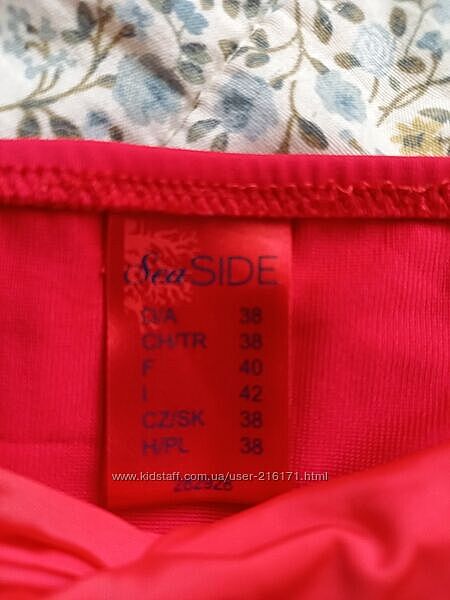 SeaSIDE
D/A 38
CH/TR 38
F 40
I 42
CZ/SK 38
H/PL 38
www.kidstaff.com.ua/user-216171.html
282928